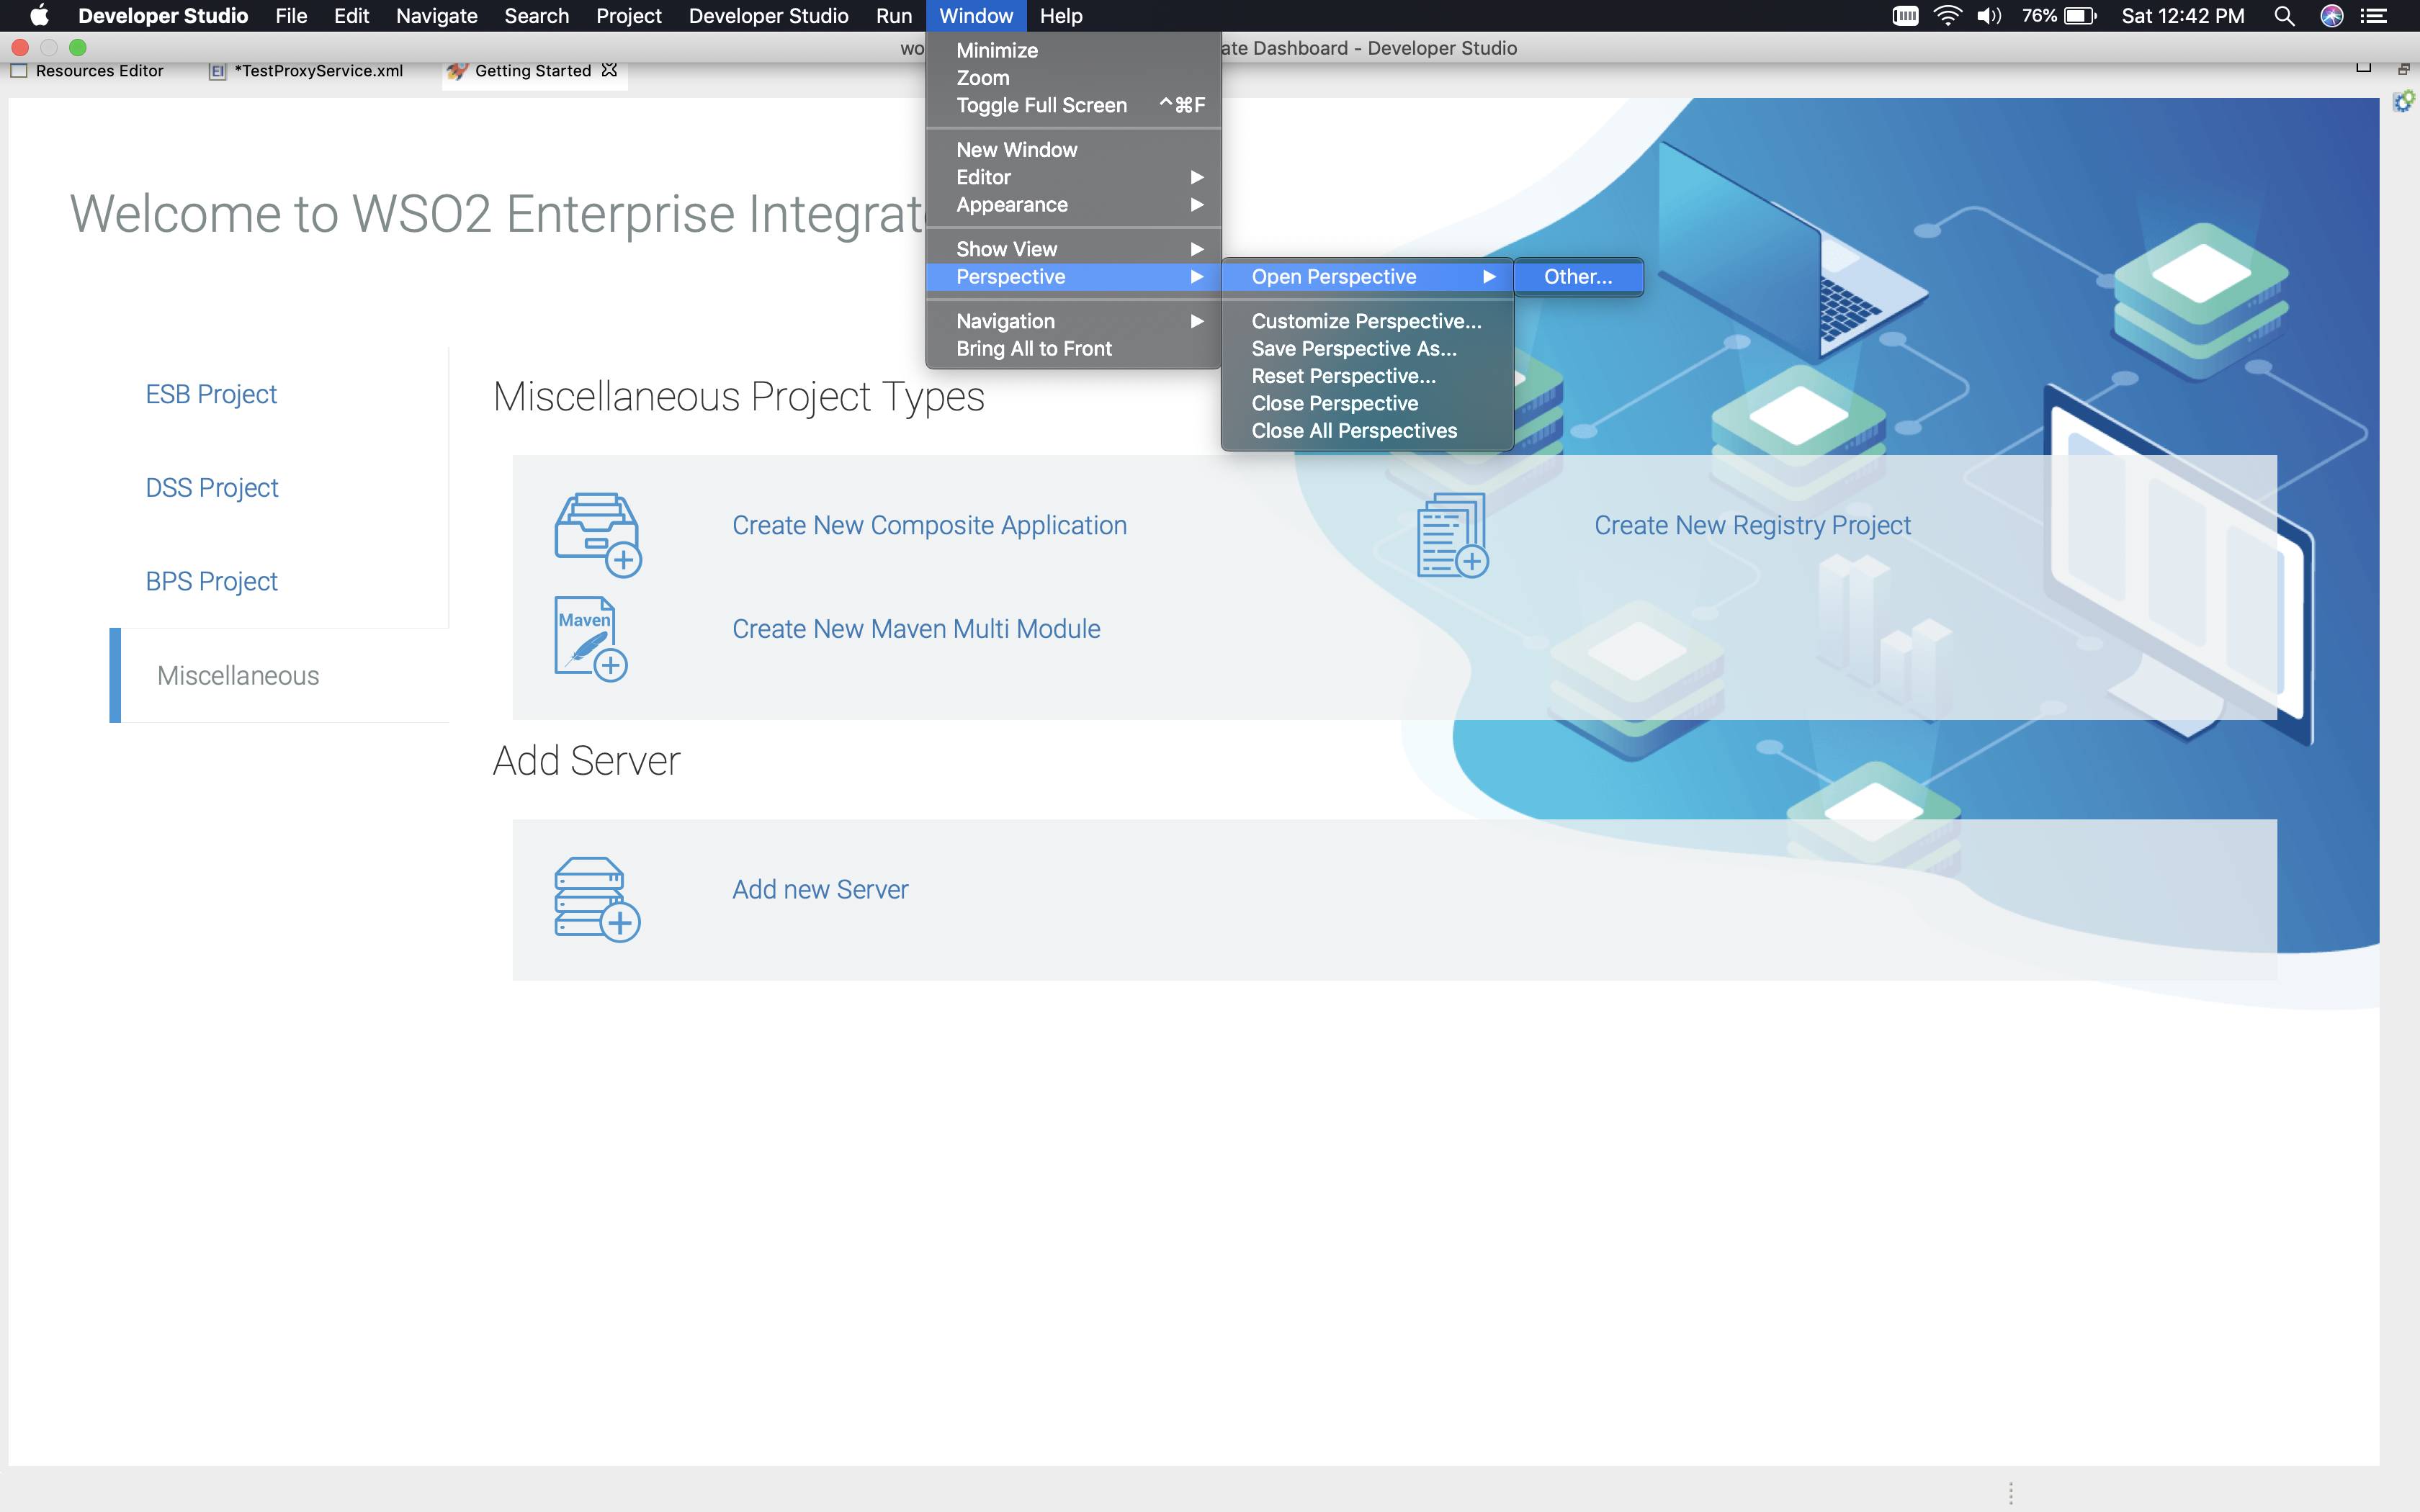 Developer Studio File Edit Navigate Search Project Developer Studio Run Window Help 76% Sat 12:42 PM
ate Dashboard - Developer Studio
Resources Editor *TestProxyService.xml Getting Started
Minimize
Zoom
Toggle Full Screen ^⌘F
New Window
Editor
Appearance
Show View
Perspective
Navigation
Bring All to Front
Open Perspective
Other...
Customize Perspective...
Save Perspective As...
Reset Perspective...
Close Perspective
Close All Perspectives
Welcome to WSO2 Enterprise Integrat
ESB Project
DSS Project
BPS Project
Miscellaneous
Miscellaneous Project Types
Create New Composite Application
Create New Registry Project
Maven
Create New Maven Multi Module
Add Server
Add new Server